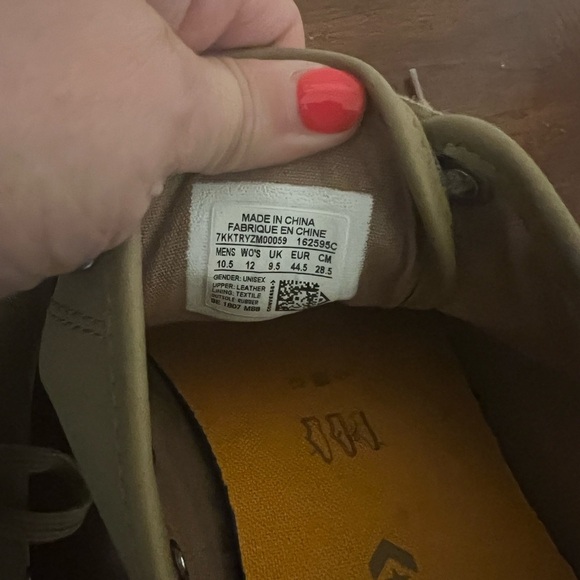 MADE IN CHINA
FABRIQUE EN CHINE
7KKTRYZM00059 162595C
MENS WO'S UK EUR CM
10.5 12 9.5 44.5 28.5
GENDER: UNISEX
UPPER: LEATHER
LINING: TEXTILE
OUTSOLE: RUBBER
1807